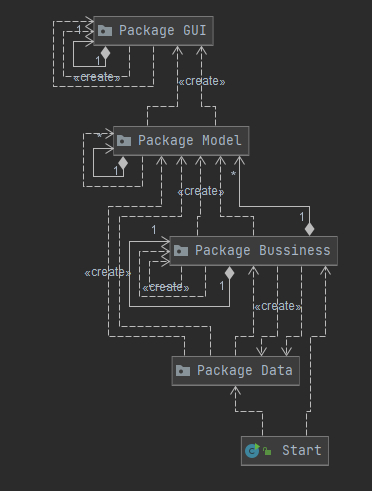 1
Package GUI
1
«create»
«create»
*
Package Model
1
«create»
*
1
1
Package Bussiness
«create»
«create»
1
«create»
Package Data
Start